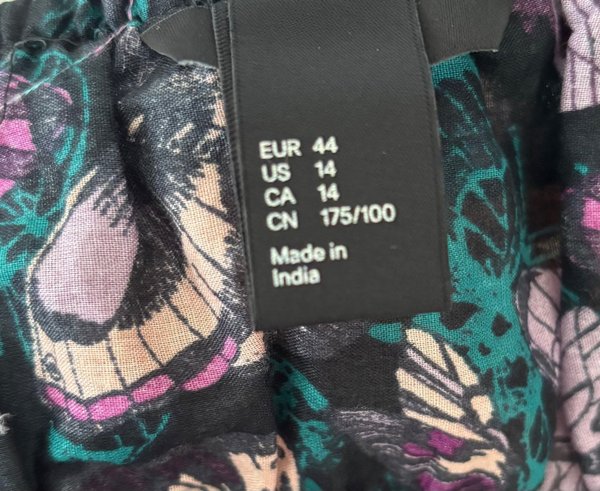 EUR 44
US 14
CA 14
CN 175/100
Made in
India